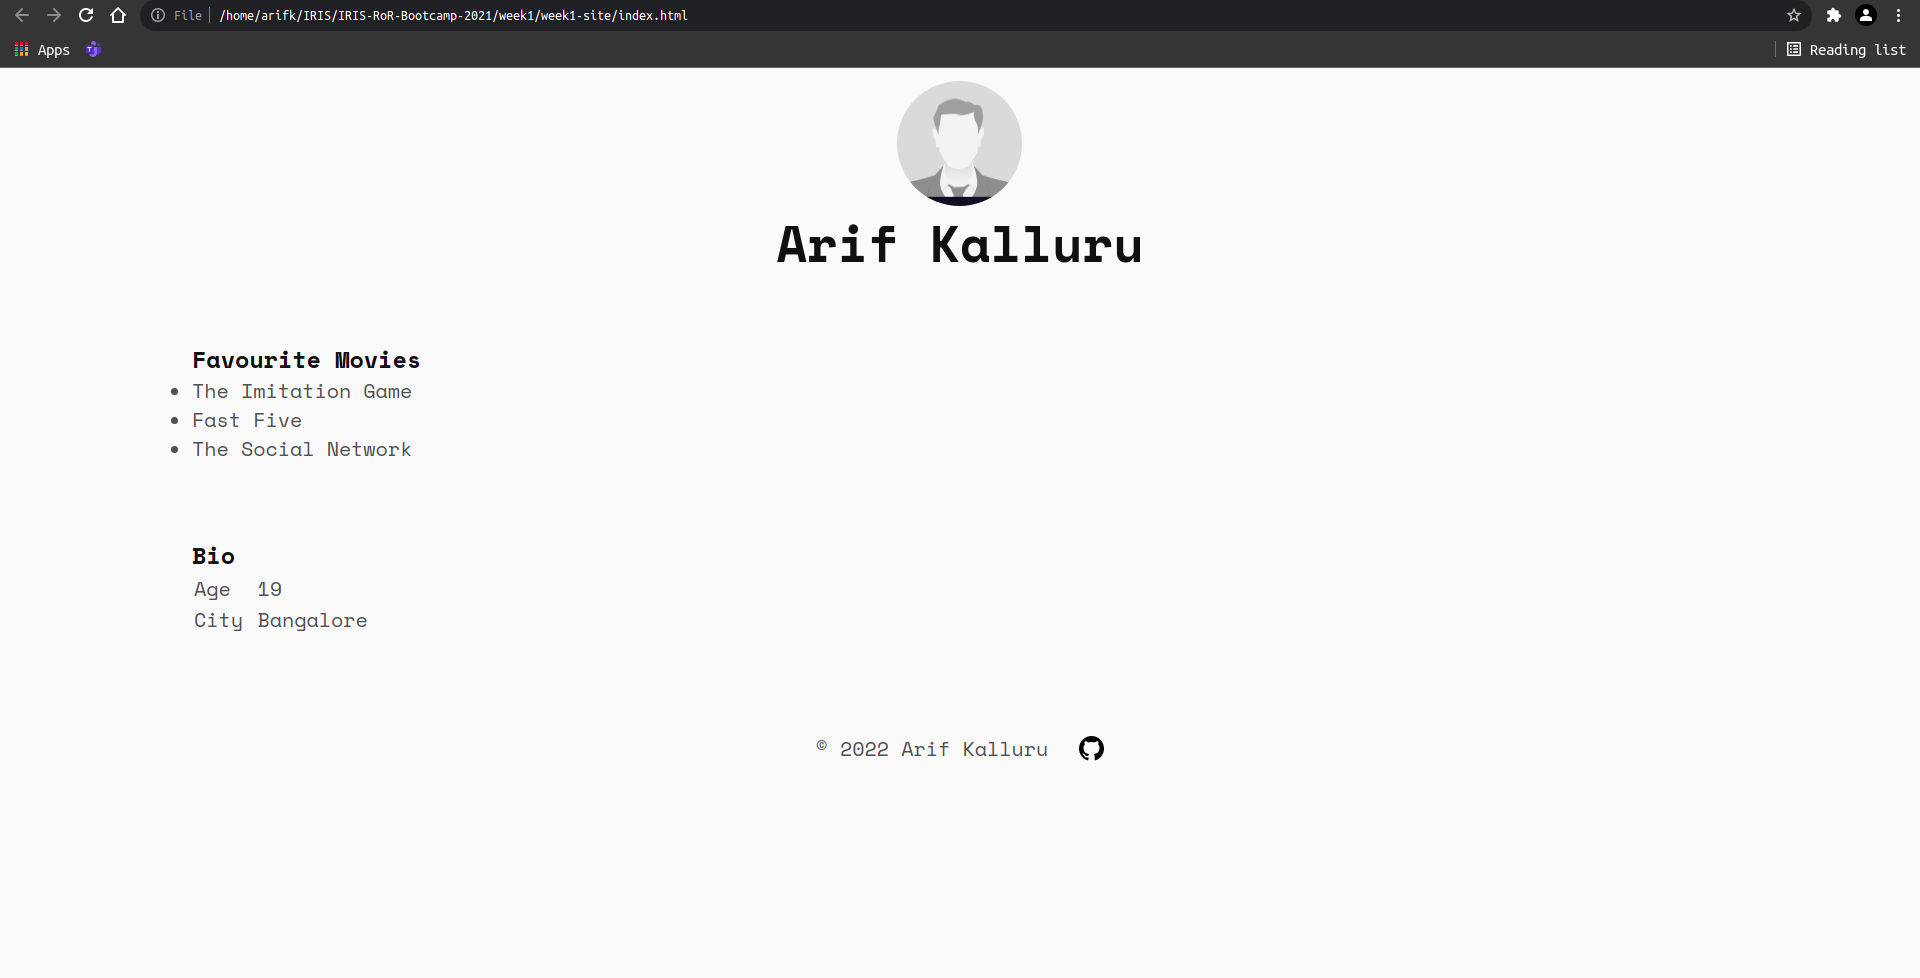 File | /home/arifk/IRIS/IRIS-RoR-Bootcamp-2021/week1/week1-site/index.html
Apps
Reading list
Arif Kalluru
Favourite Movies
The Imitation Game
Fast Five
The Social Network
Bio
Age 19
City Bangalore
© 2022 Arif Kalluru